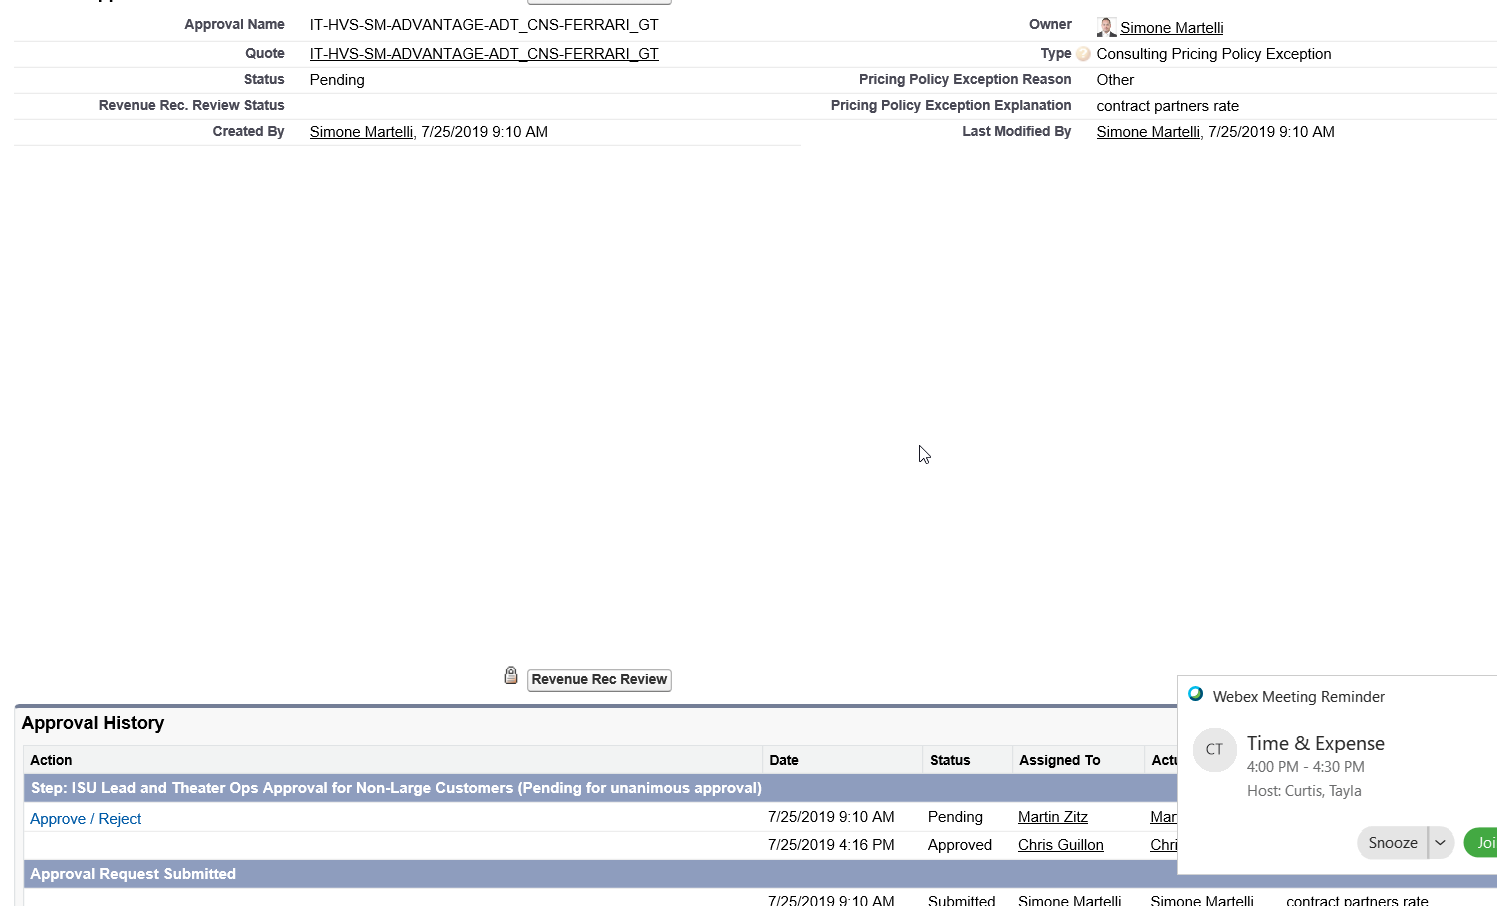 Approval Name IT-HVS-SM-ADVANTAGE-ADT_CNS-FERRARI_GT Owner Simone Martelli
Quote IT-HVS-SM-ADVANTAGE-ADT_CNS-FERRARI_GT Type ? Consulting Pricing Policy Exception
Status Pending Pricing Policy Exception Reason Other
Revenue Rec. Review Status Pricing Policy Exception Explanation contract partners rate
Created By Simone Martelli, 7/25/2019 9:10 AM Last Modified By Simone Martelli, 7/25/2019 9:10 AM
Revenue Rec Review
Approval History
Action Date Status Assigned To
Step: ISU Lead and Theater Ops Approval for Non-Large Customers (Pending for unanimous approval)
Approve / Reject 7/25/2019 9:10 AM Pending Martin Zitz
7/25/2019 4:16 PM Approved Chris Guillon
Approval Request Submitted
7/25/2019 9:10 AM Submitted Simone Martelli Simone Martelli contract partners rate
Webex Meeting Reminder
CT
Time & Expense
4:00 PM - 4:30 PM
Host: Curtis, Tayla
Snooze